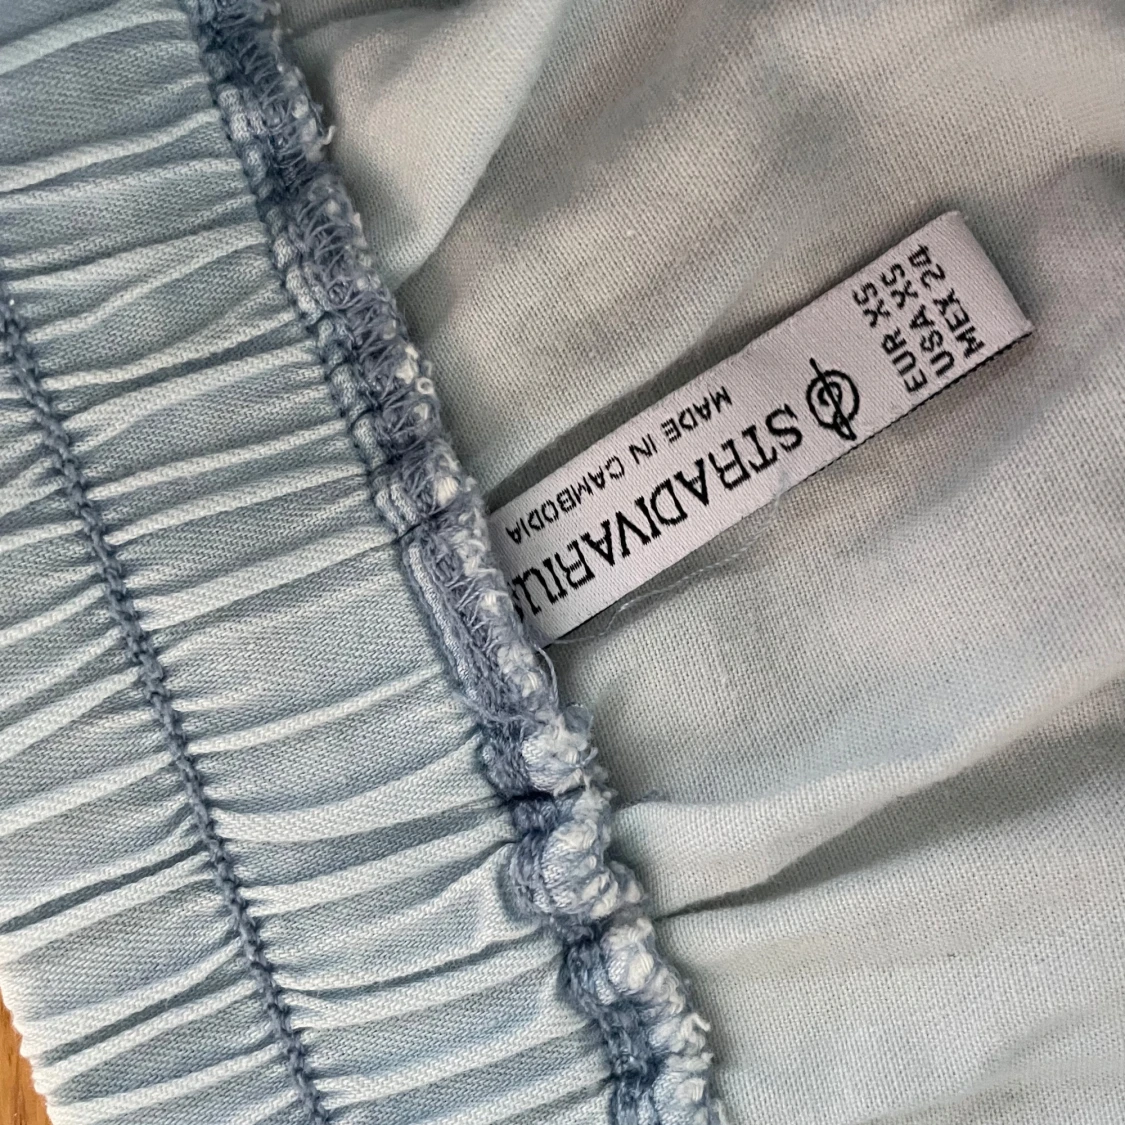 STRADIVARIUS
MADE IN CAMBODIA
EUR XS
USA XS
MEX 24